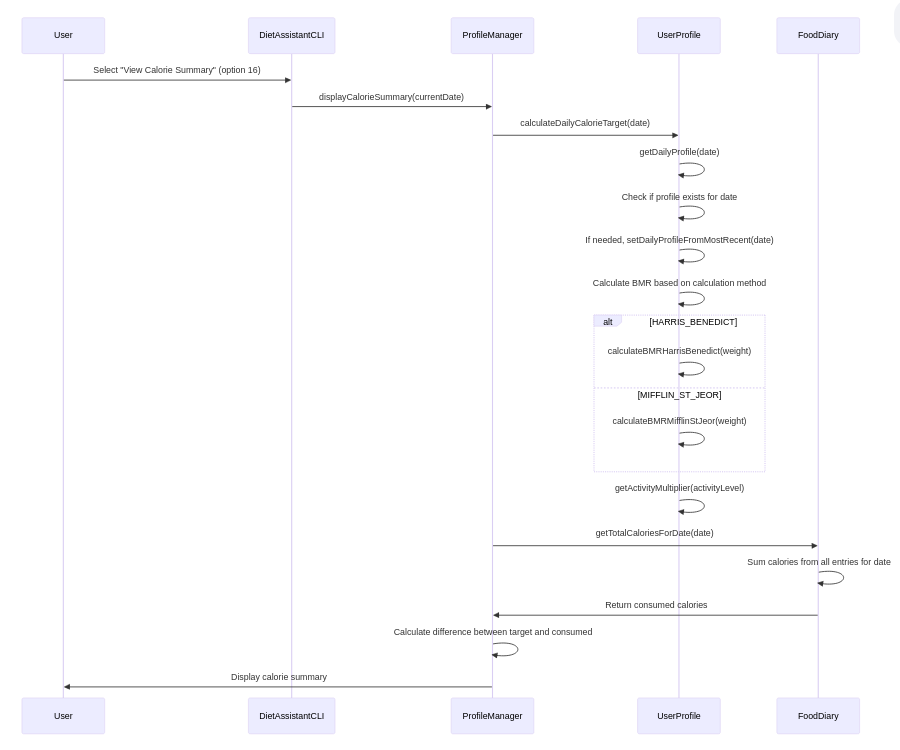 User
DietAssistantCLI
ProfileManager
UserProfile
FoodDiary
Select "View Calorie Summary" (option 16)
displayCalorieSummary(currentDate)
calculateDailyCalorieTarget(date)
getDailyProfile(date)
Check if profile exists for date
If needed, setDailyProfileFromMostRecent(date)
Calculate BMR based on calculation method
alt
[HARRIS_BENEDICT]
calculateBMRHarrisBenedict(weight)
[MIFFLIN_ST_JEOR]
calculateBMRMifflinStJeor(weight)
getActivityMultiplier(activityLevel)
getTotalCaloriesForDate(date)
Sum calories from all entries for date
Return consumed calories
Calculate difference between target and consumed
Display calorie summary
User
DietAssistantCLI
ProfileManager
UserProfile
FoodDiary